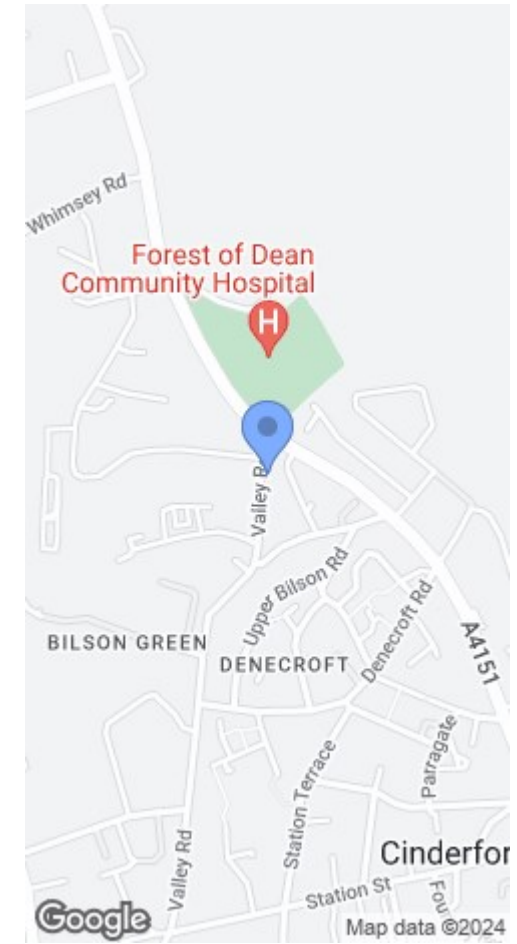 Whimsey Rd
Forest of Dean
Community Hospital
H
Valley R
Upper Bilson Rd
BILSON GREEN
DENECROFT
Denecroft Rd
A4151
Parragate
Station Terrace
Valley Rd
Cinderfor
Station St
Fou
Google
Map data ©2024